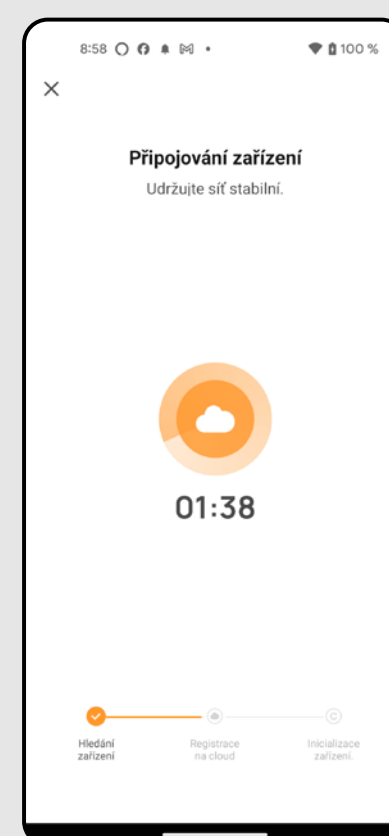 8:58 100 %
Připojování zařízení
Udržujte síť stabilní.
01:38
Hledání
zařízení
Registrace
na cloud
Inicializace
zařízení.